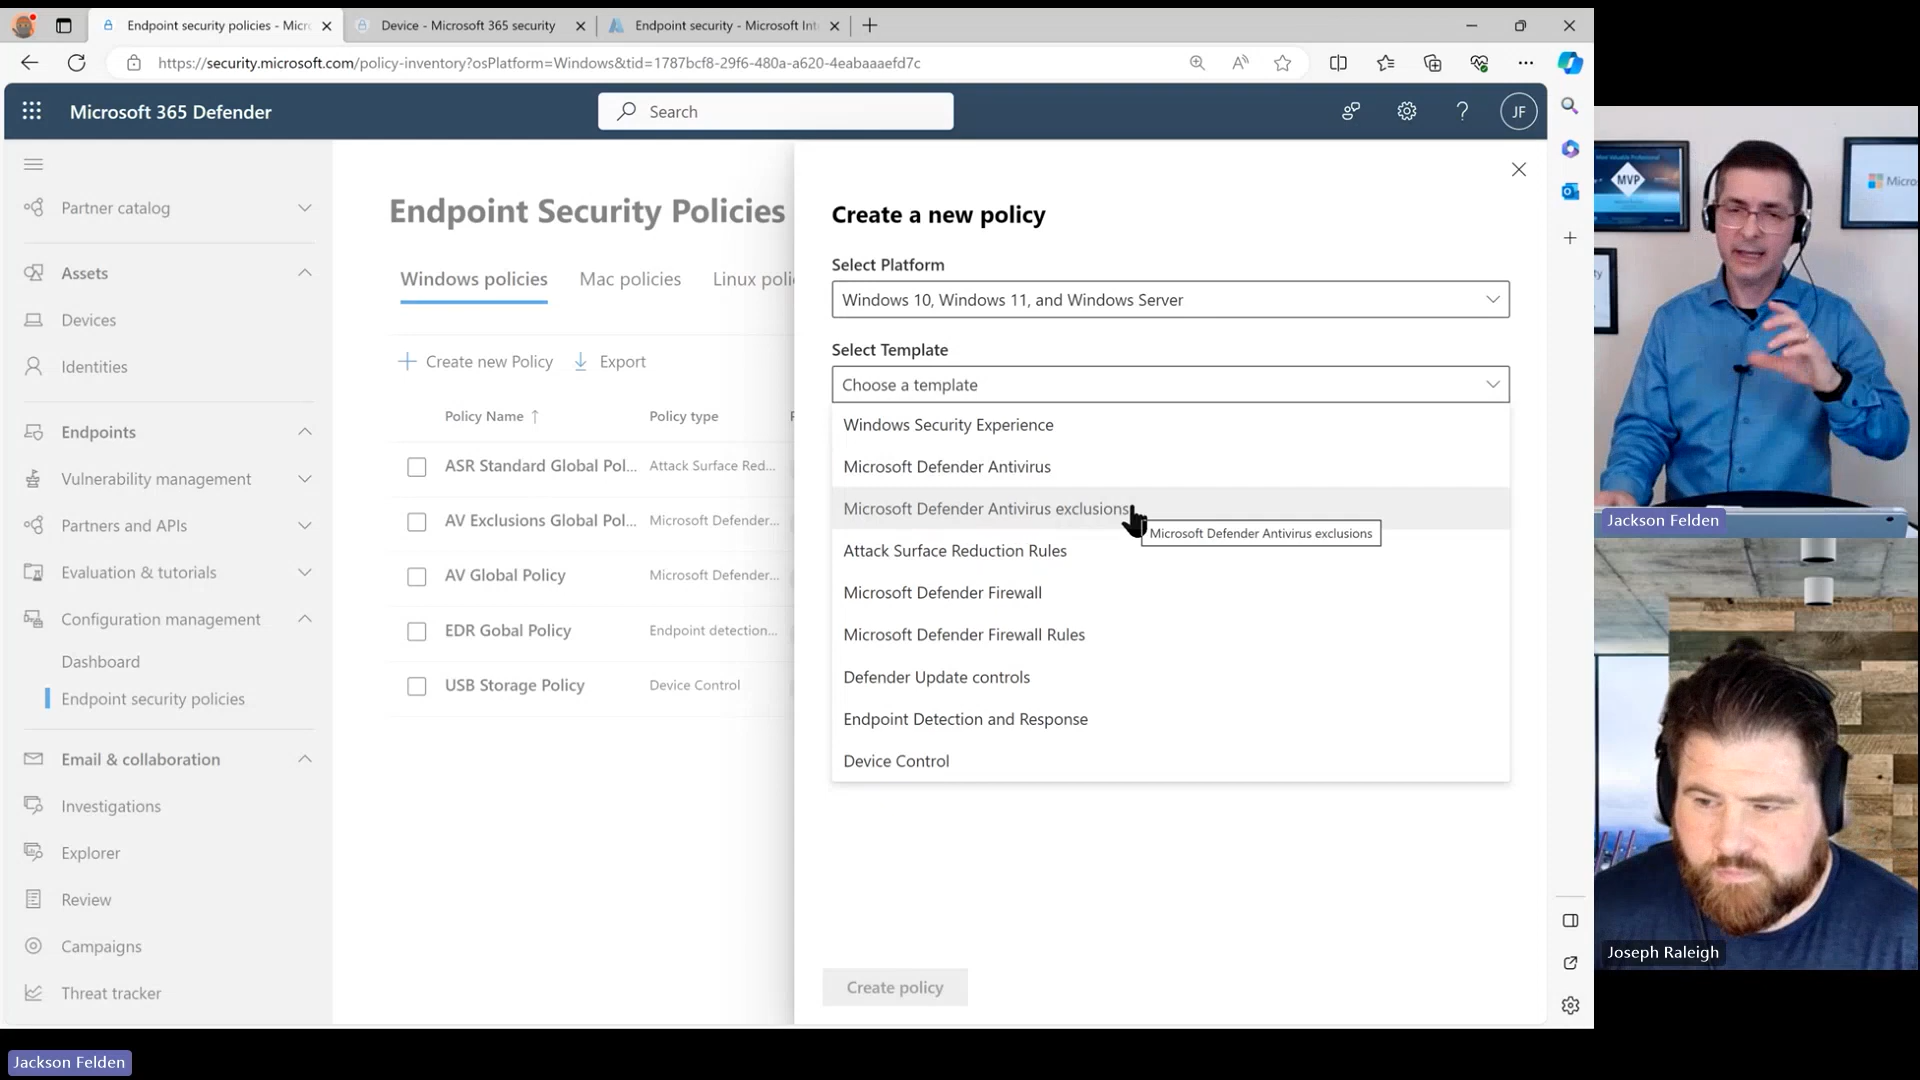 Endpoint security policies - Micr
Device - Microsoft 365 security
Endpoint security - Microsoft Int
https://security.microsoft.com/policy-inventory?osPlatform=Windows&tid=1787bcf8-29f6-480a-a620-4eabaaaefd7c
Microsoft 365 Defender
Search
JF
Partner catalog
Assets
Devices
Identities
Endpoints
Vulnerability management
Partners and APIs
Evaluation & tutorials
Configuration management
Dashboard
Endpoint security policies
Email & collaboration
Investigations
Explorer
Review
Campaigns
Threat tracker
Endpoint Security Policies
Windows policies Mac policies Linux poli
Create new Policy Export
Policy Name ↑ Policy type
ASR Standard Global Pol... Attack Surface Red...
AV Exclusions Global Pol... Microsoft Defender...
AV Global Policy Microsoft Defender...
EDR Gobal Policy Endpoint detection...
USB Storage Policy Device Control
Create a new policy
Select Platform
Windows 10, Windows 11, and Windows Server
Select Template
Choose a template
Windows Security Experience
Microsoft Defender Antivirus
Microsoft Defender Antivirus exclusions
Microsoft Defender Antivirus exclusions
Attack Surface Reduction Rules
Microsoft Defender Firewall
Microsoft Defender Firewall Rules
Defender Update controls
Endpoint Detection and Response
Device Control
Create policy
MVP
Micros
Jackson Felden
Joseph Raleigh
Jackson Felden